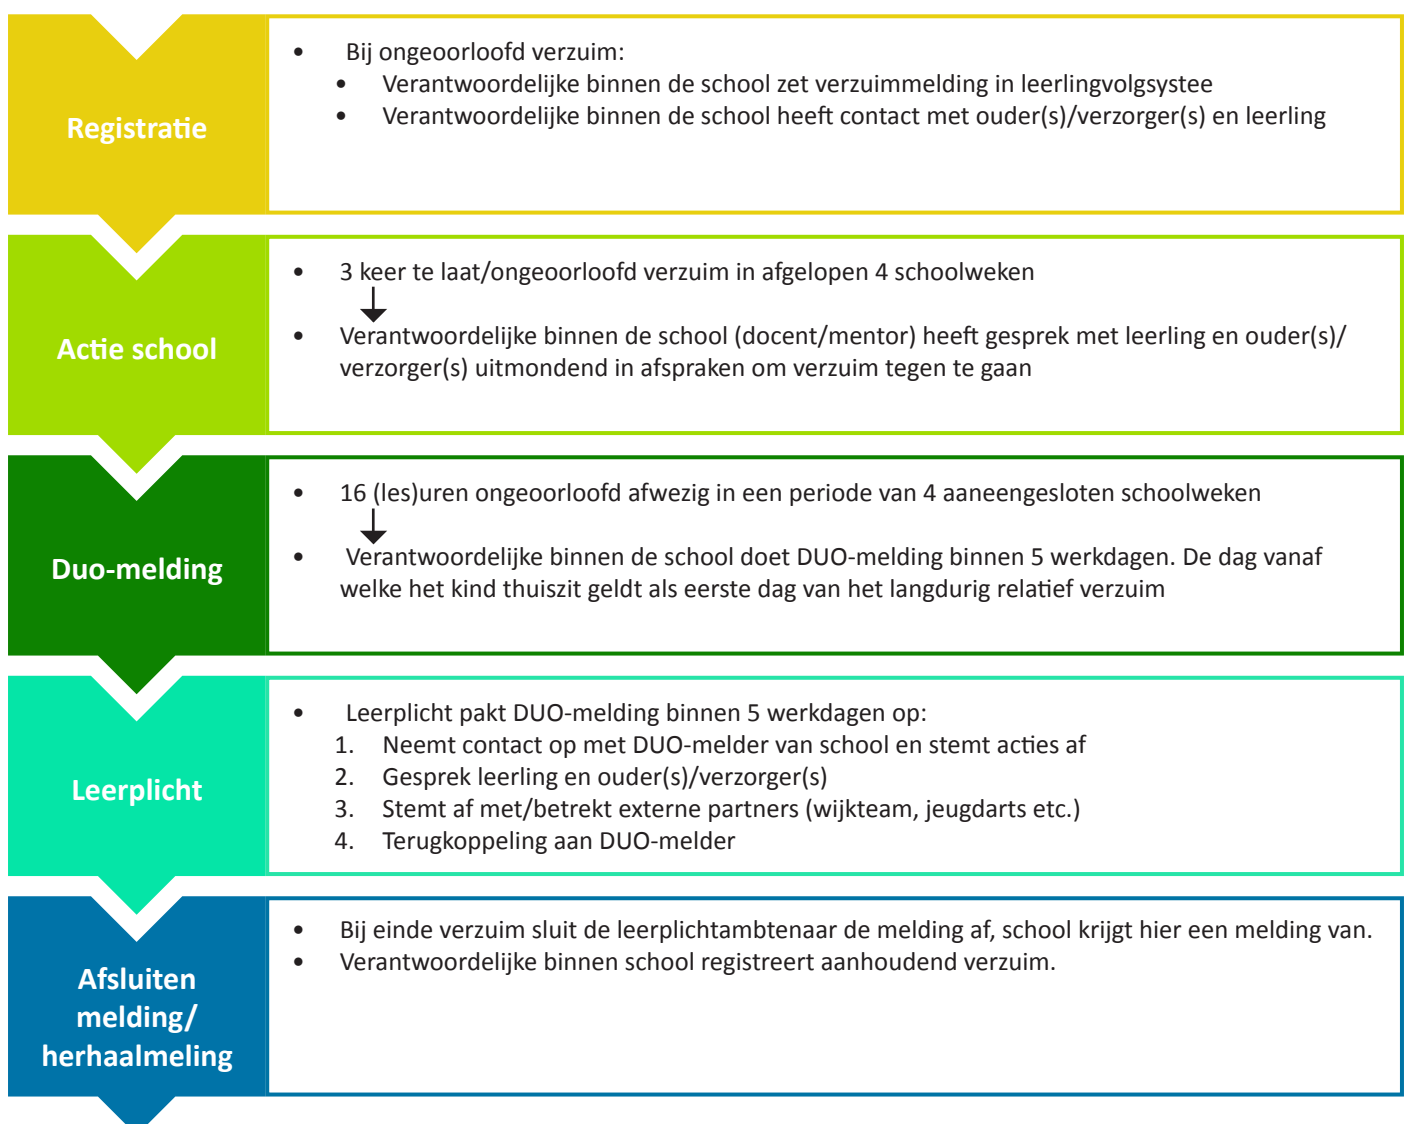 Registratie
• Bij ongeoorloofd verzuim:
• Verantwoordelijke binnen de school zet verzuimmelding in leerlingvolgsystee
• Verantwoordelijke binnen de school heeft contact met ouder(s)/verzorger(s) en leerling
Actie school
• 3 keer te laat/ongeoorloofd verzuim in afgelopen 4 schoolweken
• Verantwoordelijke binnen de school (docent/mentor) heeft gesprek met leerling en ouder(s)/
verzorger(s) uitmondend in afspraken om verzuim tegen te gaan
Duo-melding
• 16 (les)uren ongeoorloofd afwezig in een periode van 4 aaneengesloten schoolweken
• Verantwoordelijke binnen de school doet DUO-melding binnen 5 werkdagen. De dag vanaf
welke het kind thuiszit geldt als eerste dag van het langdurig relatief verzuim
Leerplicht
• Leerplicht pakt DUO-melding binnen 5 werkdagen op:
1. Neemt contact op met DUO-melder van school en stemt acties af
2. Gesprek leerling en ouder(s)/verzorger(s)
3. Stemt af met/betrekt externe partners (wijkteam, jeugdarts etc.)
4. Terugkoppeling aan DUO-melder
Afsluiten
melding/
herhaalmeling
• Bij einde verzuim sluit de leerplichtambtenaar de melding af, school krijgt hier een melding van.
• Verantwoordelijke binnen school registreert aanhoudend verzuim.